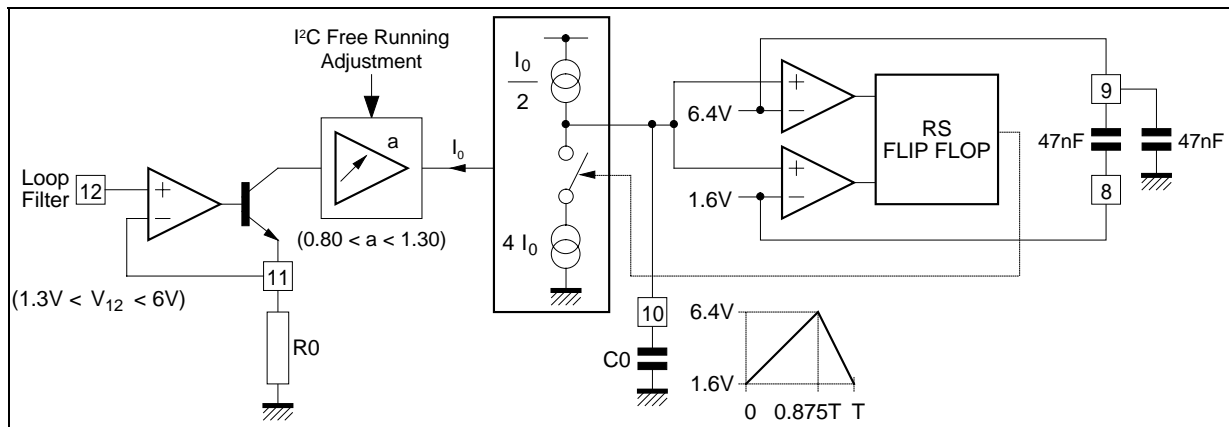 I²C Free Running
Adjustment
Loop
Filter
12
+
−
a
(0.80 < a < 1.30)
I₀
11
(1.3V < V₁₂ < 6V)
R0
I₀
2
4 I₀
10
C0
6.4V
+
−
1.6V
+
−
RS
FLIP FLOP
9
47nF
47nF
8
6.4V
1.6V
0 0.875T T